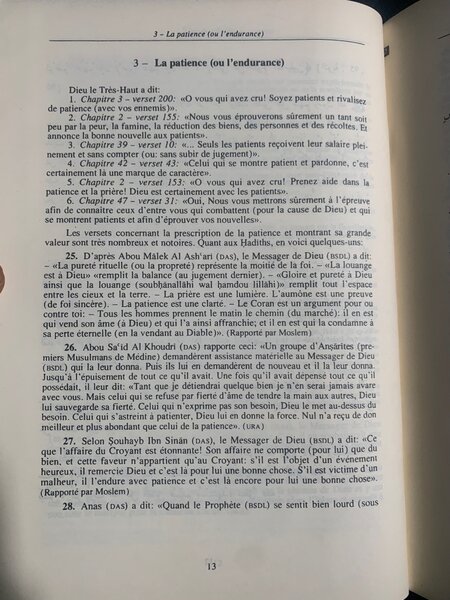 3 – La patience (ou l'endurance)
3 – La patience (ou l'endurance)
Dieu le Très-Haut a dit:
1. Chapitre 3 – verset 200: «O vous qui avez cru! Soyez patients et rivalisez
de patience (avec vos ennemis)».
2. Chapitre 2 – verset 155: «Nous vous éprouverons sûrement un tant soit
peu par la peur, la famine, la réduction des biens, des personnes et des récoltes. Et
annonce la bonne nouvelle aux patients».
3. Chapitre 39 – verset 10: «... Seuls les patients reçoivent leur salaire plei-
nement et sans compter (ou: sans subir de jugement)».
4. Chapitre 42 – verset 43: «Celui qui se montre patient et pardonne, c'est
certainement là une marque de caractère».
5. Chapitre 2 – verset 153: «O vous qui avez cru! Prenez aide dans la
patience et la prière! Dieu est certainement avec les patients».
6. Chapitre 47 – verset 31: «Oui, Nous vous mettrons sûrement à l'épreuve
afin de connaître ceux d'entre vous qui combattent (pour la cause de Dieu) et qui
se montrent patients et afin d'éprouver vos nouvelles».
Les versets concernant la prescription de la patience et montrant sa grande
valeur sont très nombreux et notoires. Quant aux Ḥadiths, en voici quelques-uns:
25. D'après Abou Mâlek Al Ash'ari (DAS), le Messager de Dieu (BSDL) a dit:
– «La pureté rituelle (ou la propreté) représente la moitié de la foi. – «La louange
est à Dieu» remplit la balance (au jugement dernier). – «Gloire et pureté à Dieu
ainsi que la louange (soubḥânallâhi wal ḥamdou lillâhi)» remplit tout l'espace
entre les cieux et la terre. – La prière est une lumière. L'aumône est une preuve
(de foi sincère). – La patience est une clarté. – Le Coran est un argument pour ou
contre toi: – Tous les hommes prennent le matin le chemin (du marché): il en est
qui vend son âme (à Dieu) et qui l'a ainsi affranchie; et il en est qui la condamne à
sa perte éternelle (en la vendant au Diable)». (Rapporté par Moslem)
26. Abou Sa'îd Al Khoudri (DAS) rapporte ceci: «Un groupe d'Ansârites (pre-
miers Musulmans de Médine) demandèrent assistance matérielle au Messager de Dieu
(BSDL) qui la leur donna. Puis ils lui en demandèrent de nouveau et il la leur donna.
Jusqu'à l'épuisement de tout ce qu'il avait. Une fois qu'il avait dépensé tout ce qu'il
possédait, il leur dit: «Tant que je détiendrai quelque bien je n'en serai jamais avare
avec vous. Mais celui qui se refuse par fierté d'âme de tendre la main aux autres, Dieu
lui sauvegarde sa fierté. Celui qui n'exprime pas son besoin, Dieu le met au-dessus du
besoin. Celui qui s'astreint à patienter, Dieu lui en donne la force. Nul n'a reçu de don
meilleur et plus abondant que celui de la patience». (URA)
27. Selon Ṣouhayb Ibn Sinân (DAS), le Messager de Dieu (BSDL) a dit: «Ce
que l'affaire du Croyant est étonnante! Son affaire ne comporte (pour lui) que du
bien, et cette faveur n'appartient qu'au Croyant: s'il est l'objet d'un événement
heureux, il remercie Dieu et c'est là pour lui une bonne chose. S'il est victime d'un
malheur, il l'endure avec patience et c'est là encore pour lui une bonne chose».
(Rapporté par Moslem)
28. Anas (DAS) a dit: «Quand le Prophète (BSDL) se sentit bien lourd (sous
13